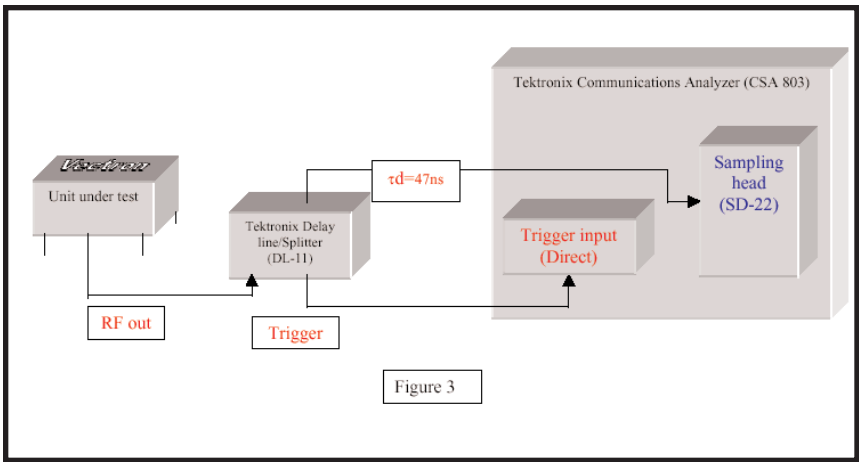 Tektronix Communications Analyzer (CSA 803)
Vectron
Unit under test
τd=47ns
Sampling
head
(SD-22)
Tektronix Delay
line/Splitter
(DL-11)
Trigger input
(Direct)
RF out
Trigger
Figure 3